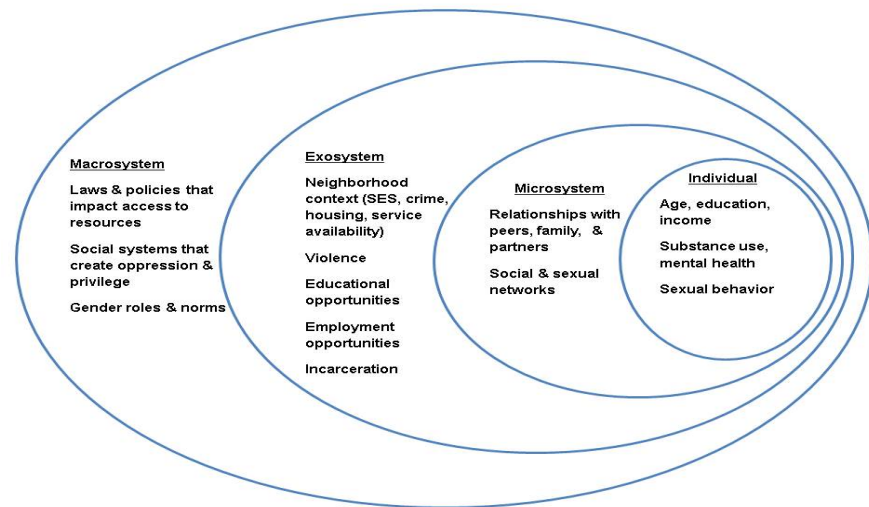 Macrosystem
Laws & policies that
impact access to
resources
Social systems that
create oppression &
privilege
Gender roles & norms
Exosystem
Neighborhood
context (SES, crime,
housing, service
availability)
Violence
Educational
opportunities
Employment
opportunities
Incarceration
Microsystem
Relationships with
peers, family, &
partners
Social & sexual
networks
Individual
Age, education,
income
Substance use,
mental health
Sexual behavior